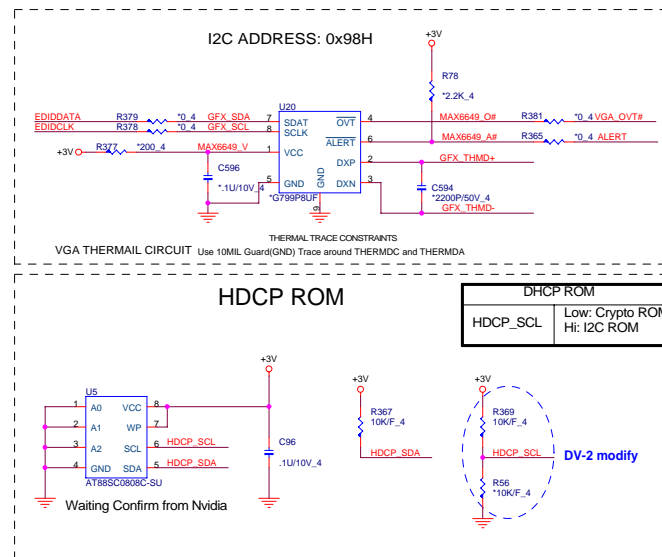 I2C ADDRESS: 0x98H
+3V
R78
*2.2K_4
U20
EDIDDATA R379 *0_4 GFX_SDA 7 SDAT OVT 4 MAX6649_O# R381 *0_4 VGA_OVT#
EDIDCLK R378 *0_4 GFX_SCL 8 SCLK
ALERT 6 MAX6649_A# R365 *0_4 ALERT
+3V R377 *200_4 MAX6649_V 1 VCC
DXP 2 GFX_THMD+
C596
*.1U/10V_4
5 GND GND DXN 3
C594
*2200P/50V_4
*G799P8UF
9
GFX_THMD-
THERMAL TRACE CONSTRAINTS
VGA THERMAIL CIRCUIT Use 10MIL Guard(GND) Trace around THERMDC and THERMDA
HDCP ROM
DHCP ROM
HDCP_SCL
Low: Crypto ROM
Hi: I2C ROM
+3V
+3V
+3V
U5
1 A0 VCC 8
2 A1 WP 7
3 A2 SCL 6 HDCP_SCL
4 GND SDA 5 HDCP_SDA
AT88SC0808C-SU
C96
.1U/10V_4
R367
10K/F_4
HDCP_SDA
R369
10K/F_4
HDCP_SCL
DV-2 modify
R56
*10K/F_4
Waiting Confirm from Nvidia